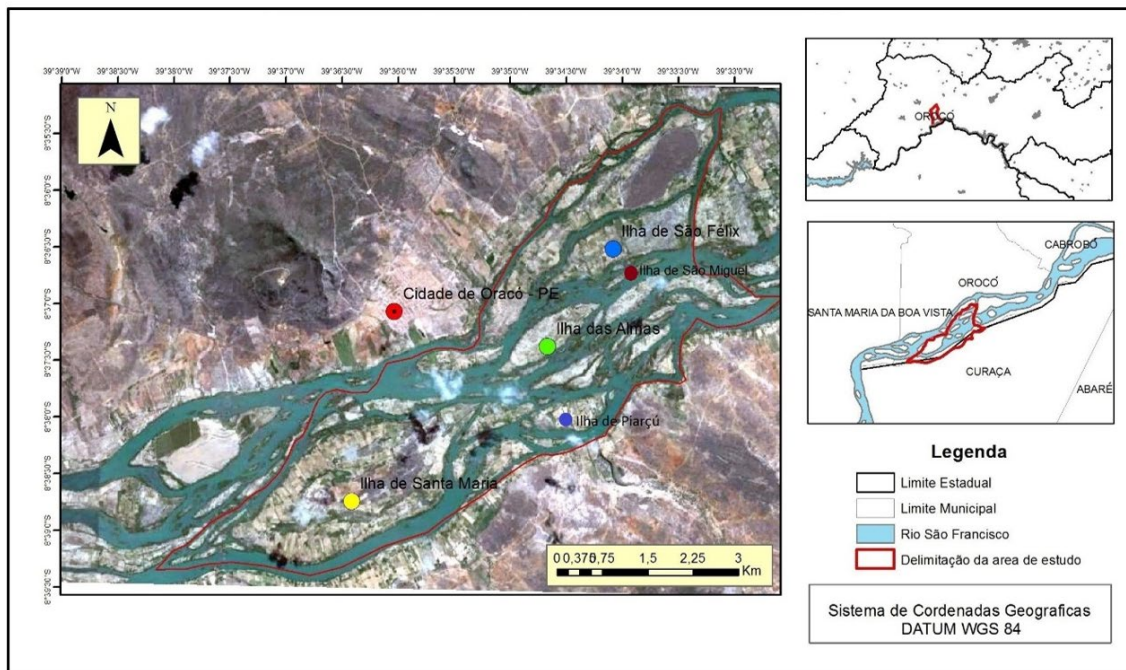 39°39'0"W 39°38'30"W 39°38'0"W 39°37'30"W 39°37'0"W 39°36'30"W 39°36'0"W 39°35'30"W 39°35'0"W 39°34'30"W 39°34'0"W 39°33'30"W 39°33'0"W
N
Ilha de São Félix
Ilha de São Miguel
Cidade de Oracó - PE
Ilha das Almas
Ilha de Piarçú
Ilha de Santa Maria
0 0,375 0,75 1,5 2,25 3
Km
OROCÓ
CABROBÓ
OROCÓ
SANTA MARIA DA BOA VISTA
CURAÇA
ABARÉ
Legenda
Limite Estadual
Limite Municipal
Rio São Francisco
Delimitação da area de estudo
Sistema de Cordenadas Geograficas
DATUM WGS 84